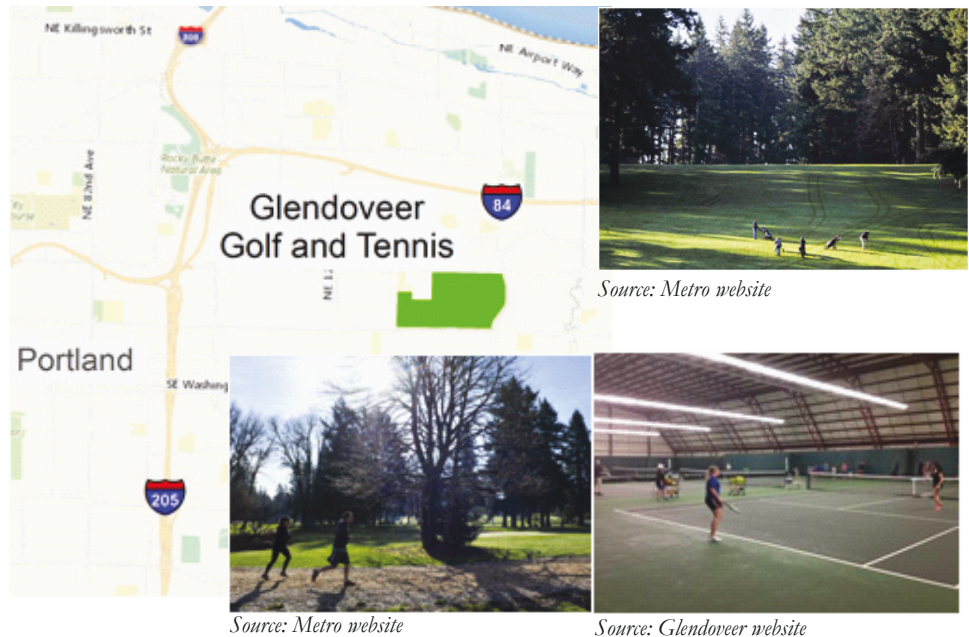 NE Killingsworth St
NE Airport Way
NE 82nd Ave
Rocky Butte
Natural Area
84
Glendoveer
Golf and Tennis
Source: Metro website
Portland
SE Washing
205
Source: Metro website
Source: Glendoveer website